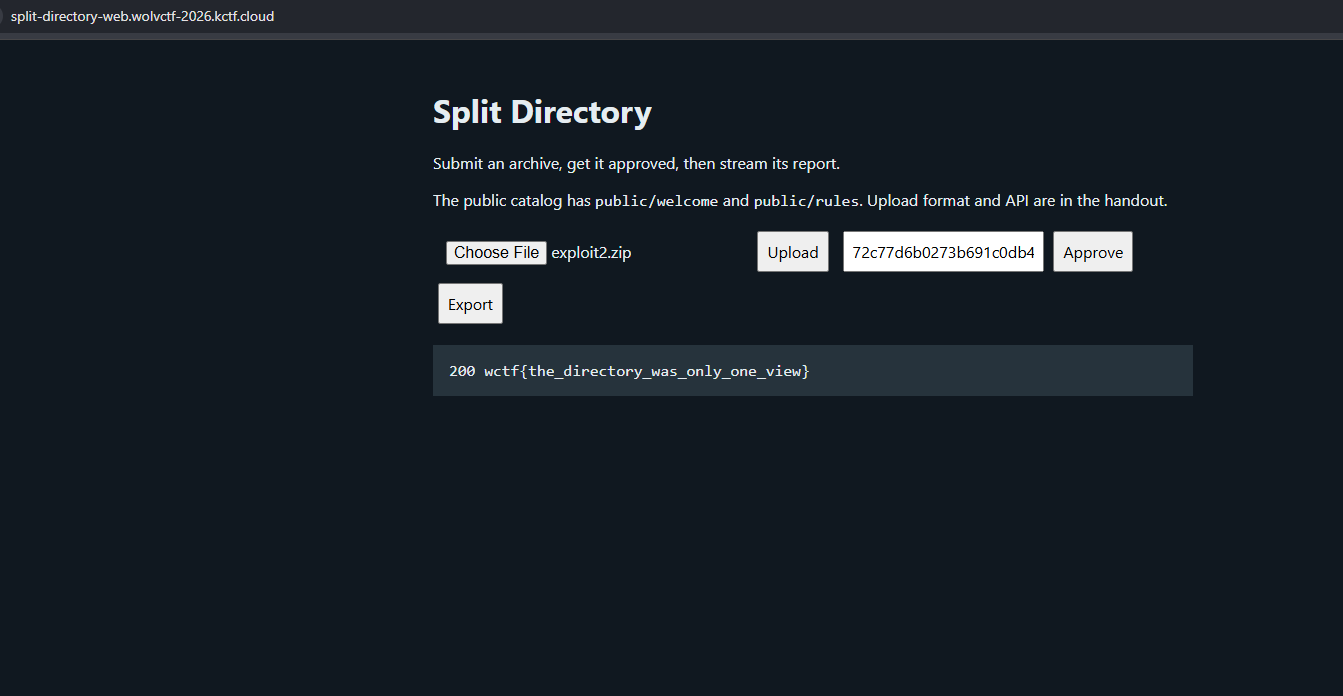 split-directory-web.wolvctf-2026.kctf.cloud
Split Directory
Submit an archive, get it approved, then stream its report.
The public catalog has public/welcome and public/rules. Upload format and API are in the handout.
Choose File exploit2.zip Upload 72c77d6b0273b691c0db4 Approve
Export
200 wctf{the_directory_was_only_one_view}